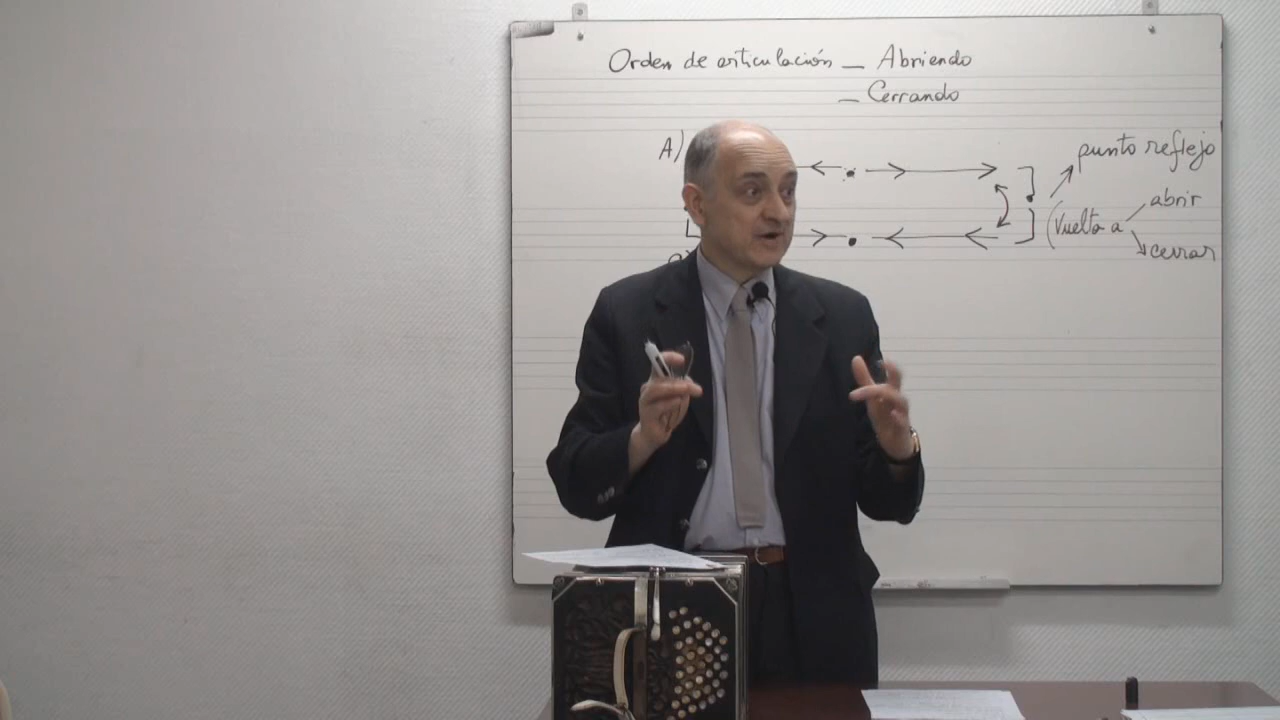 Orden de articulación _ Abriendo
_ Cerrando
A)
punto reflejo
(Vuelta a
abrir
cerrar